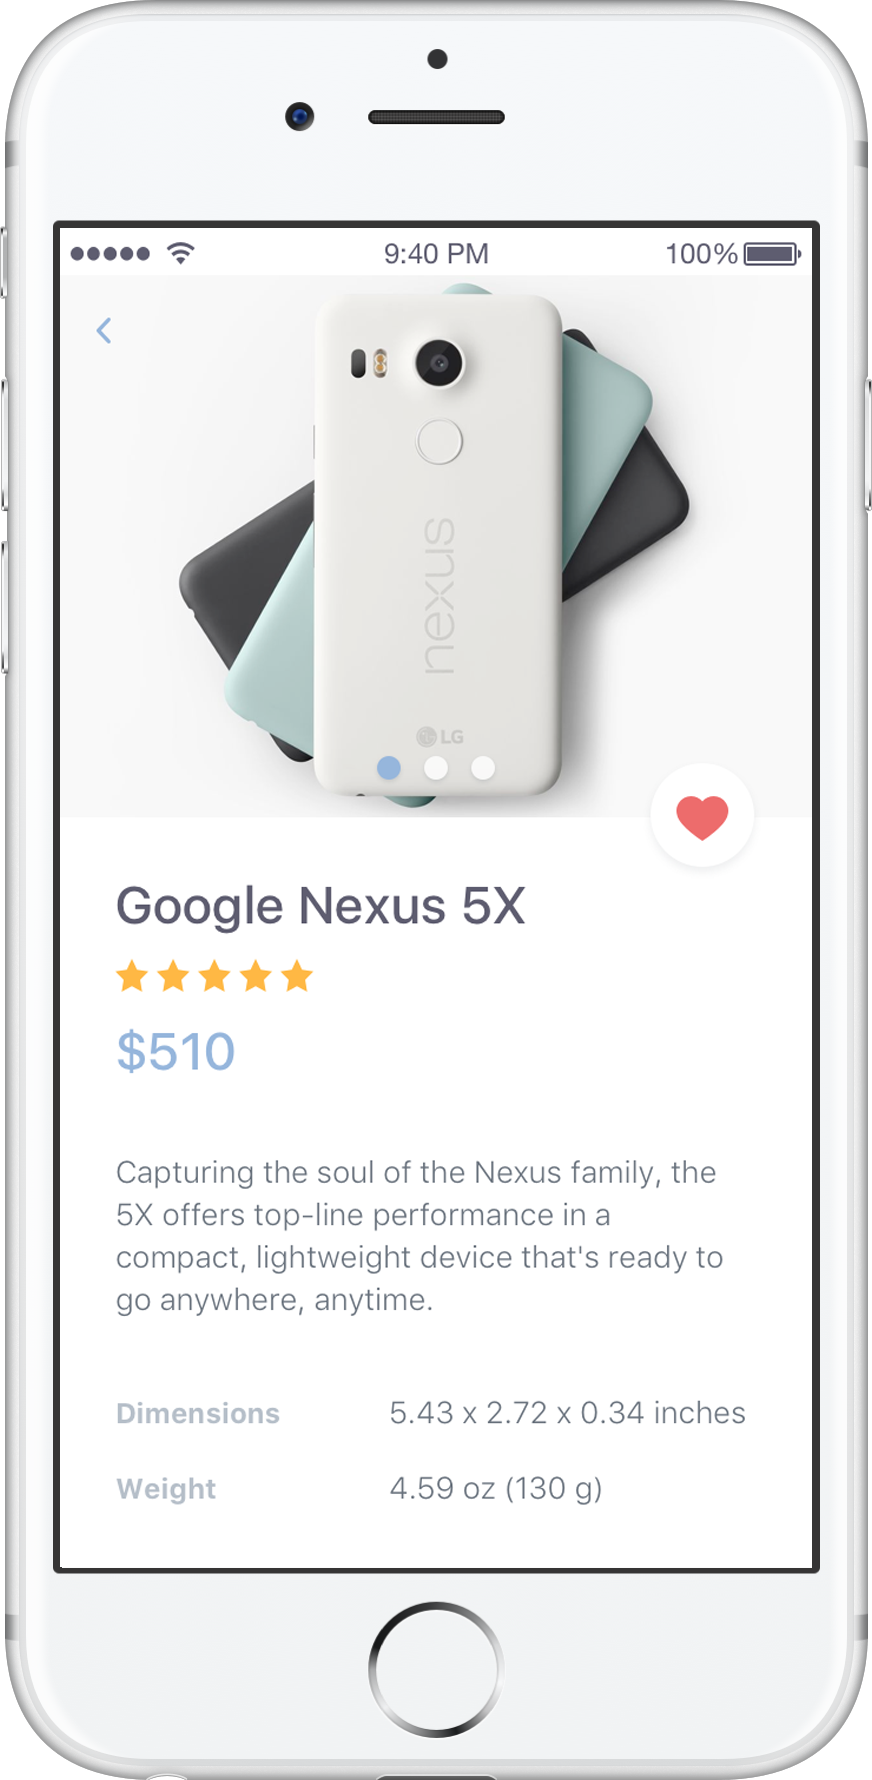 9:40 PM 100%
nexus
LG
Google Nexus 5X
$510
Capturing the soul of the Nexus family, the
5X offers top-line performance in a
compact, lightweight device that's ready to
go anywhere, anytime.
Dimensions 5.43 x 2.72 x 0.34 inches
Weight 4.59 oz (130 g)